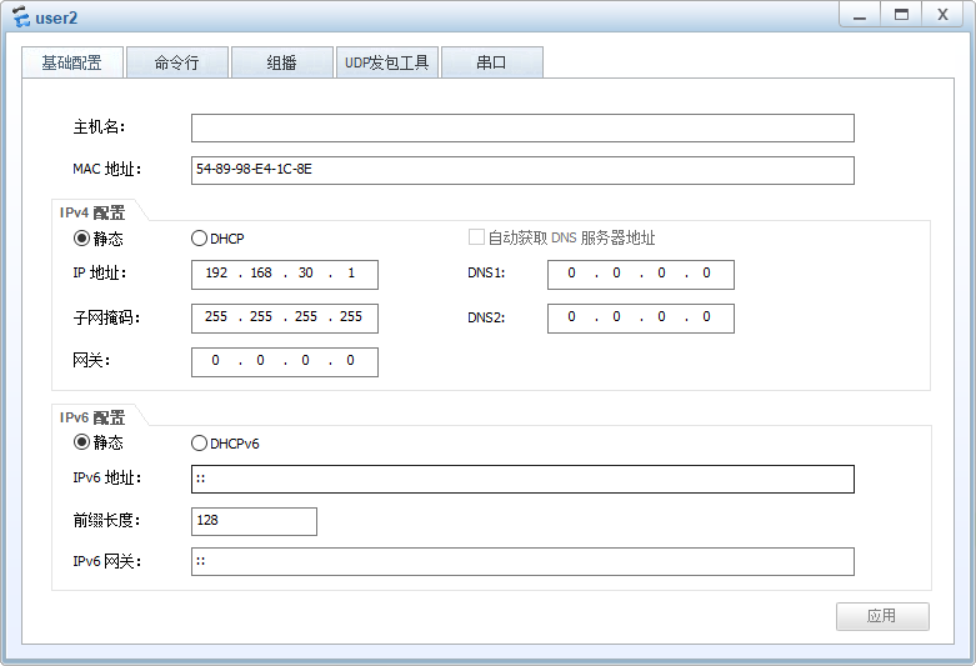 user2
基础配置 命令行 组播 UDP发包工具 串口
主机名：
MAC 地址： 54-89-98-E4-1C-8E
IPv4 配置
静态 DHCP 自动获取 DNS 服务器地址
IP 地址： 192 . 168 . 30 . 1 DNS1: 0 . 0 . 0 . 0
子网掩码： 255 . 255 . 255 . 255 DNS2: 0 . 0 . 0 . 0
网关： 0 . 0 . 0 . 0
IPv6 配置
静态 DHCPv6
IPv6 地址： ::
前缀长度： 128
IPv6 网关： ::
应用